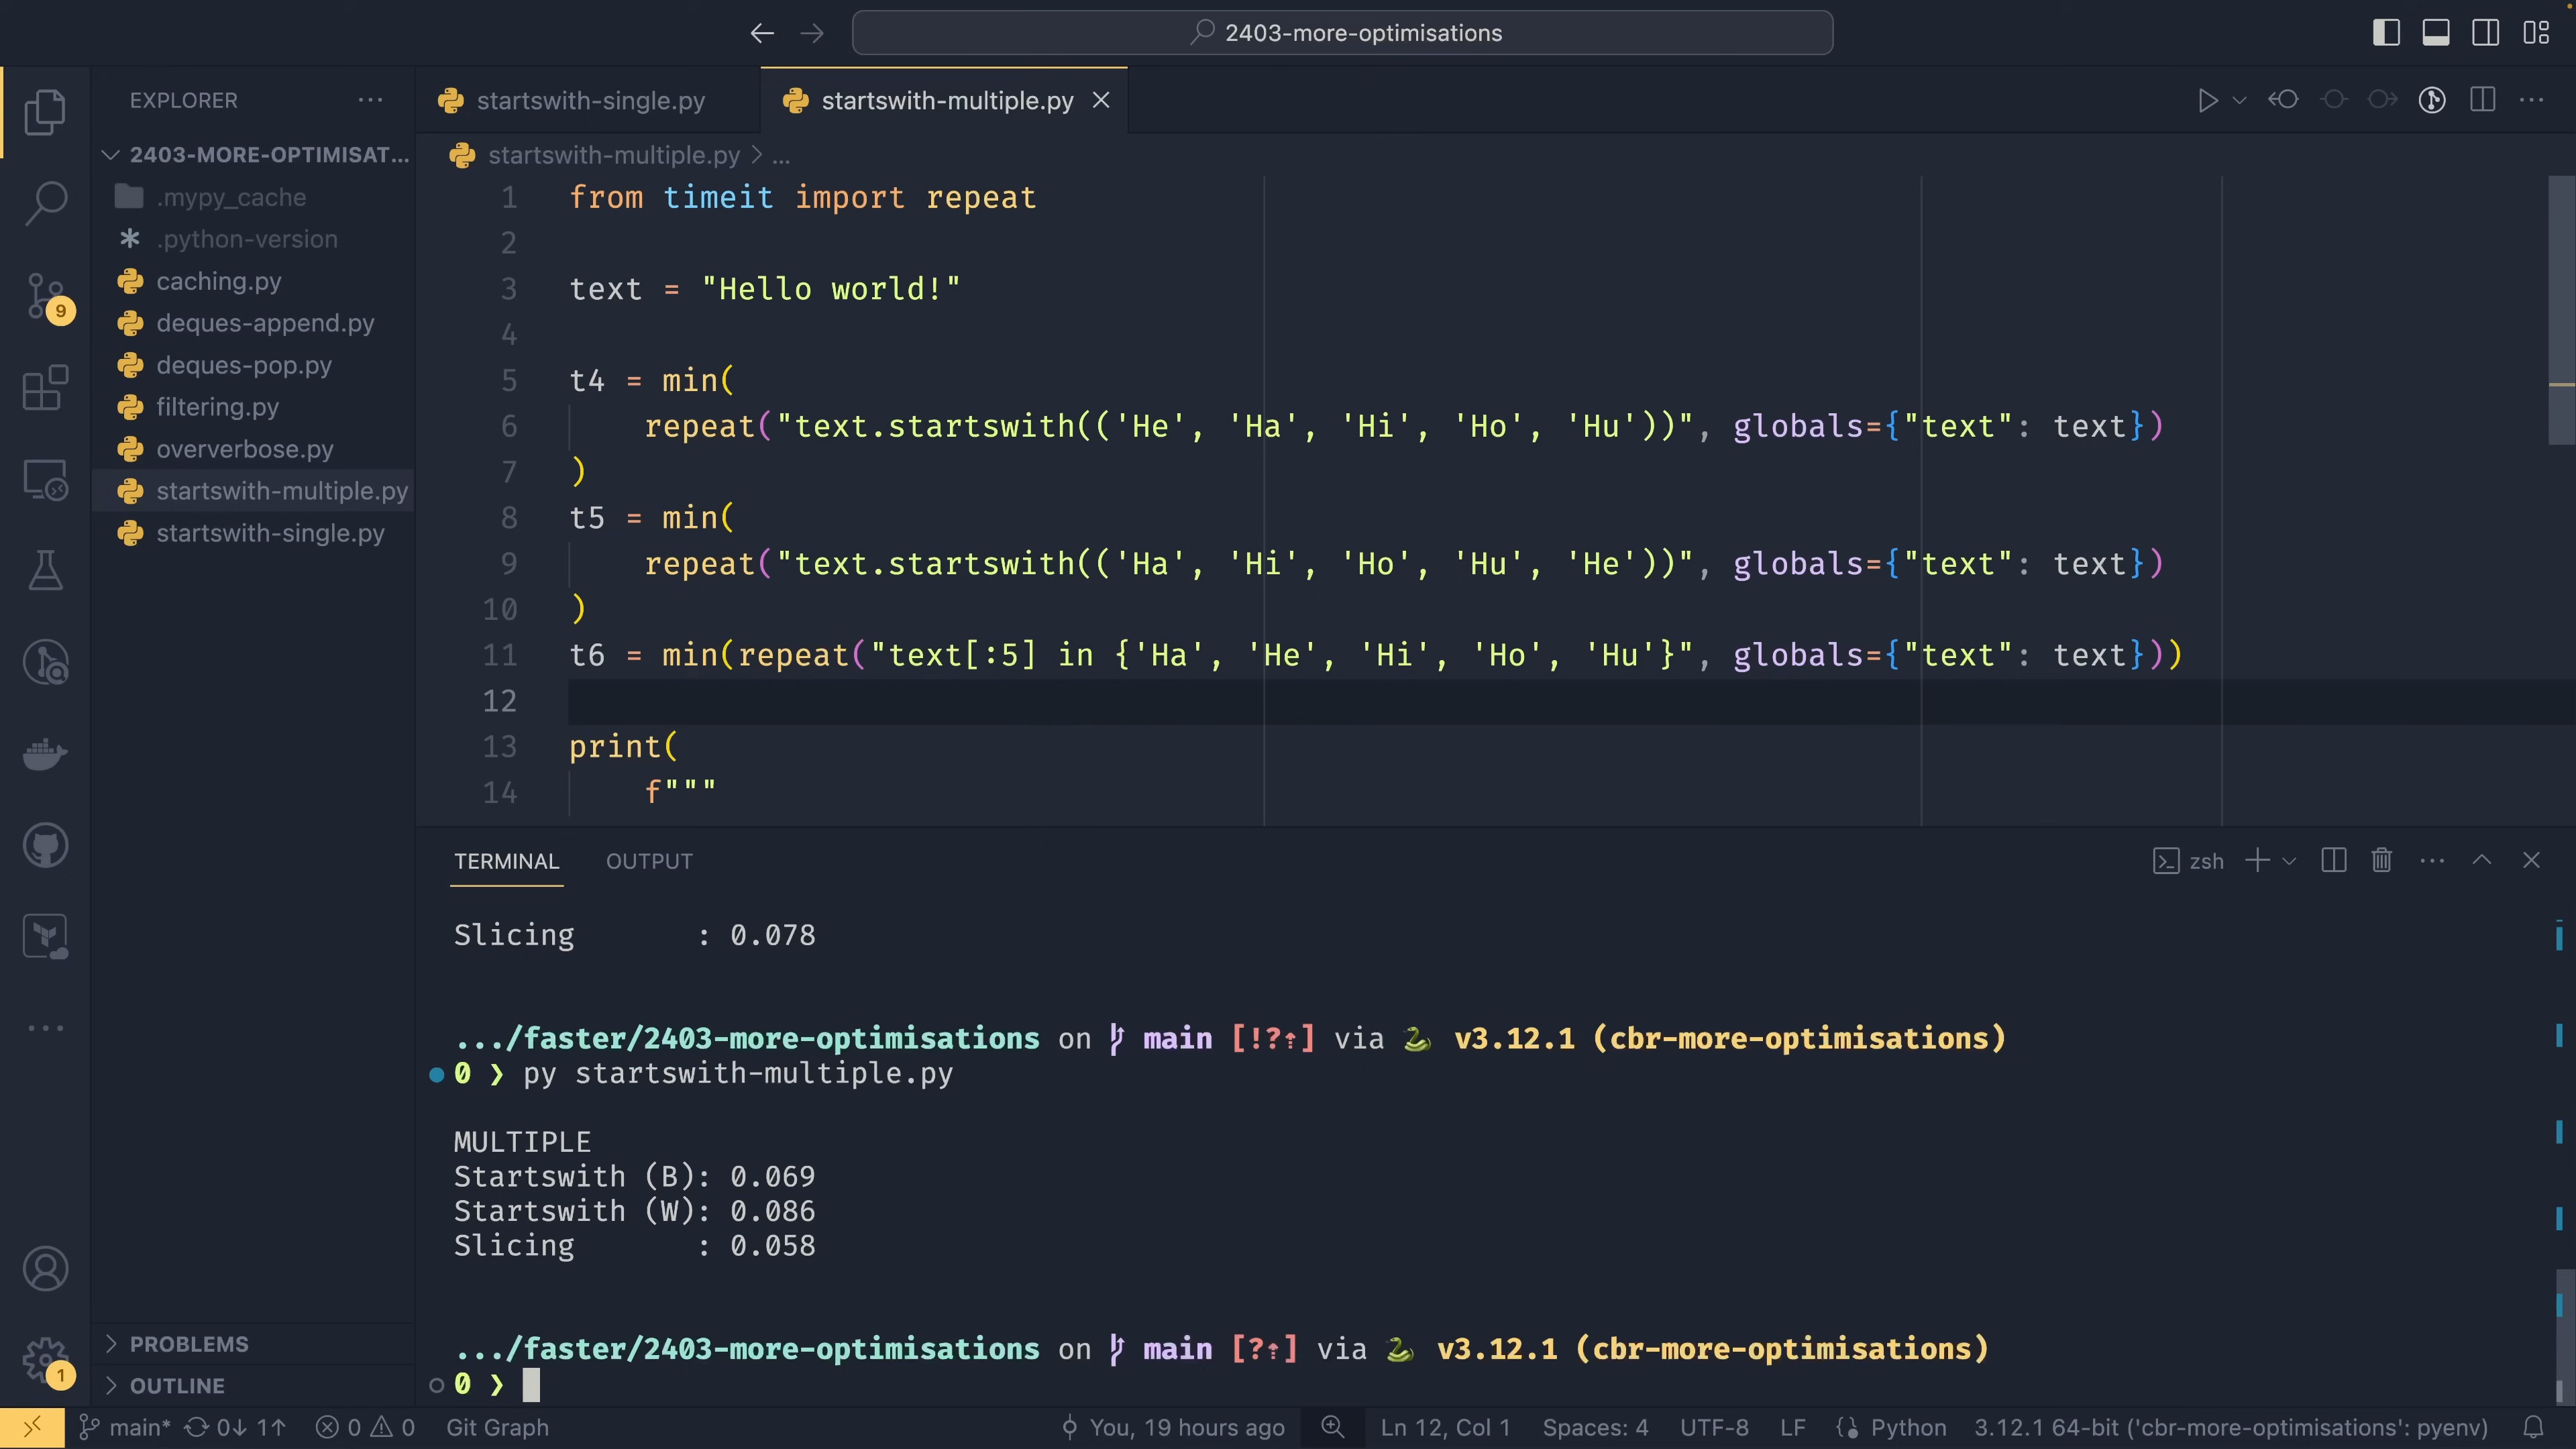 2403-more-optimisations
EXPLORER
2403-MORE-OPTIMISAT...
.mypy_cache
.python-version
caching.py
deques-append.py
deques-pop.py
filtering.py
oververbose.py
startswith-multiple.py
startswith-single.py
PROBLEMS
OUTLINE
9
1
startswith-single.py
startswith-multiple.py
startswith-multiple.py > ...
1 from timeit import repeat
2
3 text = "Hello world!"
4
5 t4 = min(
6 repeat("text.startswith(('He', 'Ha', 'Hi', 'Ho', 'Hu'))", globals={"text": text})
7 )
8 t5 = min(
9 repeat("text.startswith(('Ha', 'Hi', 'Ho', 'Hu', 'He'))", globals={"text": text})
10 )
11 t6 = min(repeat("text[:5] in {'Ha', 'He', 'Hi', 'Ho', 'Hu'}", globals={"text": text}))
12
13 print(
14 f"""
TERMINAL OUTPUT
zsh
Slicing : 0.078
.../faster/2403-more-optimisations on main [!?⇡] via 🐍 v3.12.1 (cbr-more-optimisations)
0 ❯ py startswith-multiple.py
MULTIPLE
Startswith (B): 0.069
Startswith (W): 0.086
Slicing : 0.058
.../faster/2403-more-optimisations on main [?⇡] via 🐍 v3.12.1 (cbr-more-optimisations)
0 ❯
main* 0↓ 1↑ 0 0 Git Graph You, 19 hours ago Ln 12, Col 1 Spaces: 4 UTF-8 LF Python 3.12.1 64-bit ('cbr-more-optimisations': pyenv)